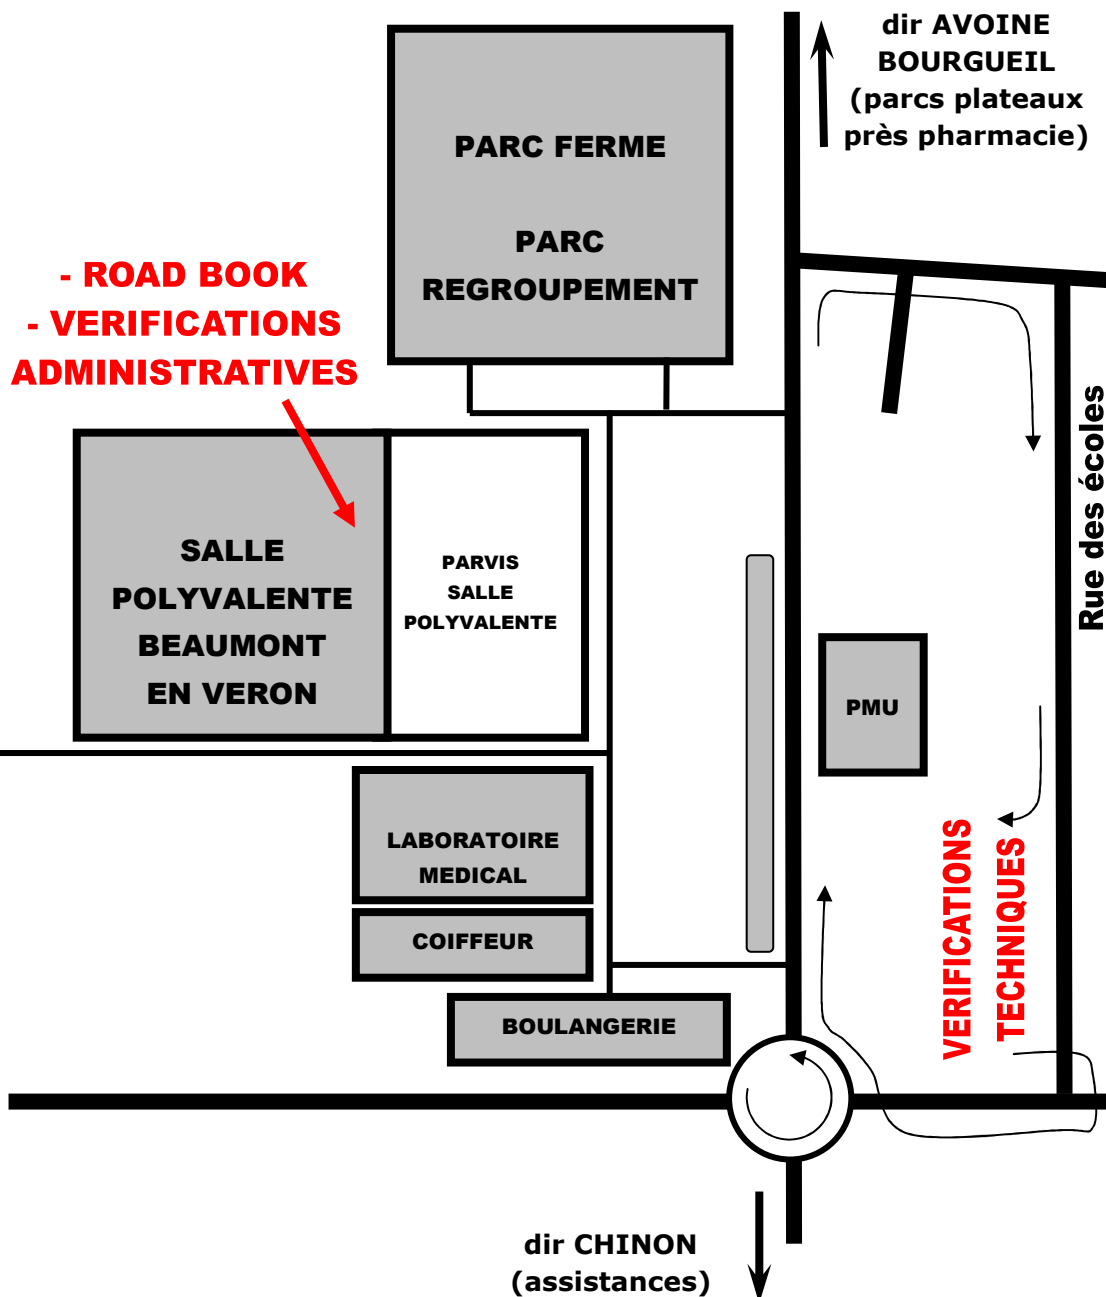 dir AVOINE
BOURGUEIL
(parcs plateaux
près pharmacie)
PARC FERME
PARC
REGROUPEMENT
- ROAD BOOK
- VERIFICATIONS
ADMINISTRATIVES
Rue des écoles
SALLE
POLYVALENTE
BEAUMONT
EN VERON
PARVIS
SALLE
POLYVALENTE
PMU
LABORATOIRE
MEDICAL
COIFFEUR
BOULANGERIE
VERIFICATIONS
TECHNIQUES
dir CHINON
(assistances)